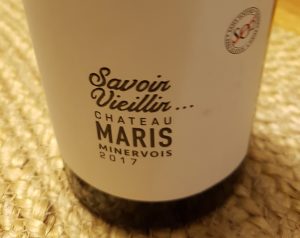 Savoir
Vieillir...
CHATEAU
MARIS
MINERVOIS
2017